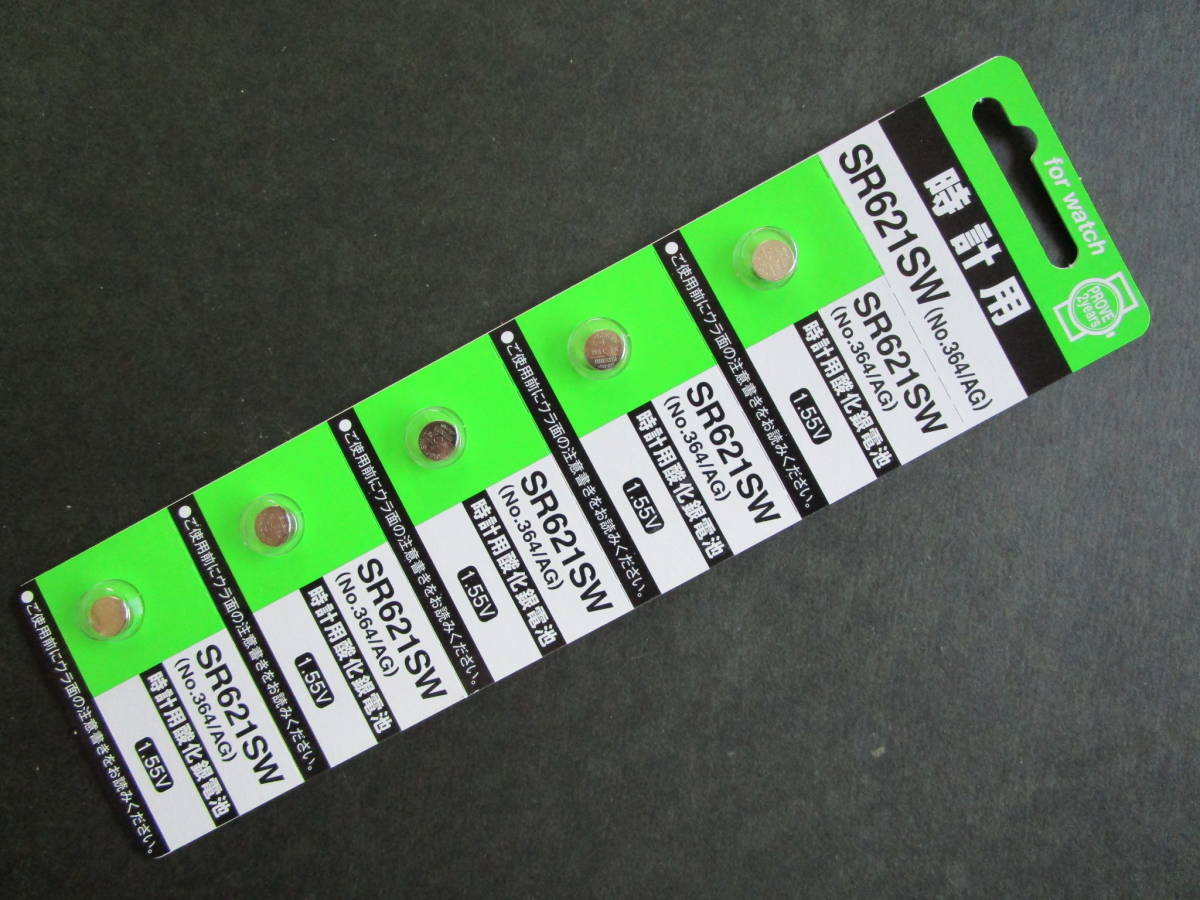 for watch
PROVE
2years
時計用
SR621SW(No.364/AG)
SR621SW
(No.364/AG)
時計用酸化銀電池
1.55V
●ご使用前にウラ面の注意書きをお読みください。
SR621SW
(No.364/AG)
時計用酸化銀電池
1.55V
●ご使用前にウラ面の注意書きをお読みください。
SR621SW
(No.364/AG)
時計用酸化銀電池
1.55V
●ご使用前にウラ面の注意書きをお読みください。
SR621SW
(No.364/AG)
時計用酸化銀電池
1.55V
●ご使用前にウラ面の注意書きをお読みください。
SR621SW
(No.364/AG)
時計用酸化銀電池
1.55V
●ご使用前にウラ面の注意書きをお読みください。